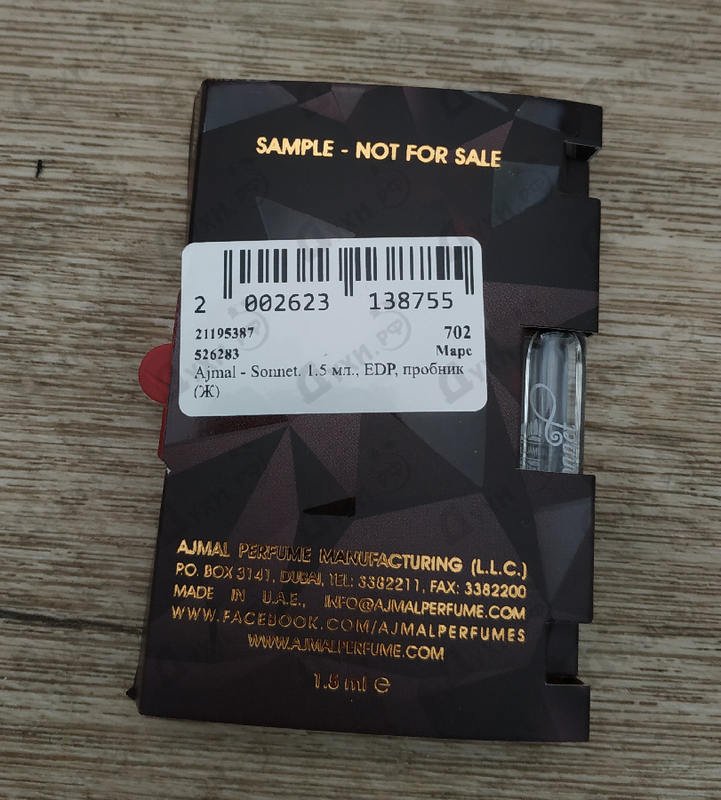 SAMPLE - NOT FOR SALE
2 002623 138755
21195387 702
526283 Марс
Ajmal - Sonnet. 1.5 мл., EDP, пробник
(Ж)
AJMAL PERFUME MANUFACTURING (L.L.C.)
P.O. BOX 3141, DUBAI, TEL: 3382211, FAX: 3382200
MADE IN U.A.E., INFO@AJMALPERFUME.COM
WWW.FACEBOOK.COM/AJMALPERFUMES
WWW.AJMALPERFUME.COM
1.5 ml e